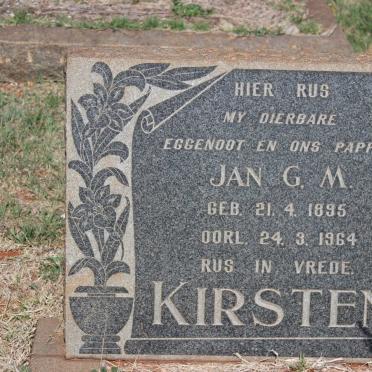 HIER RUS
MY DIERBARE
EGGENOOT EN ONS PAPP
JAN G. M.
GEB. 21. 4. 1895
OORL. 24. 3. 1964
RUS IN VREDE.
KIRSTEN